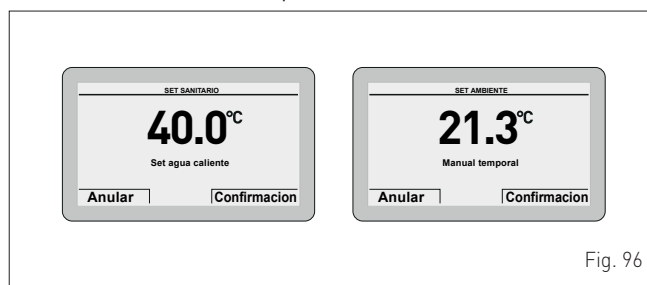 SET SANITARIO
40.0°C
Set agua caliente
Anular
Confirmacion
SET AMBIENTE
21.3°C
Manual temporal
Anular
Confirmacion
Fig. 96